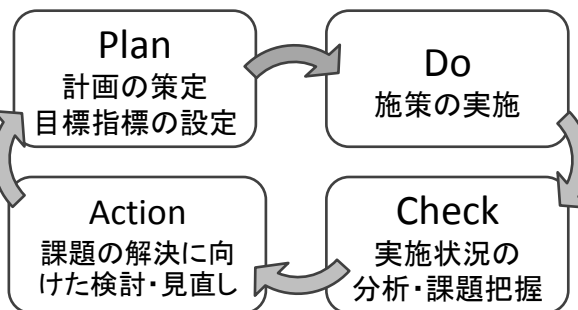 Plan
計画の策定
目標指標の設定
Do
施策の実施
Action
課題の解決に向
けた検討・見直し
Check
実施状況の
分析・課題把握